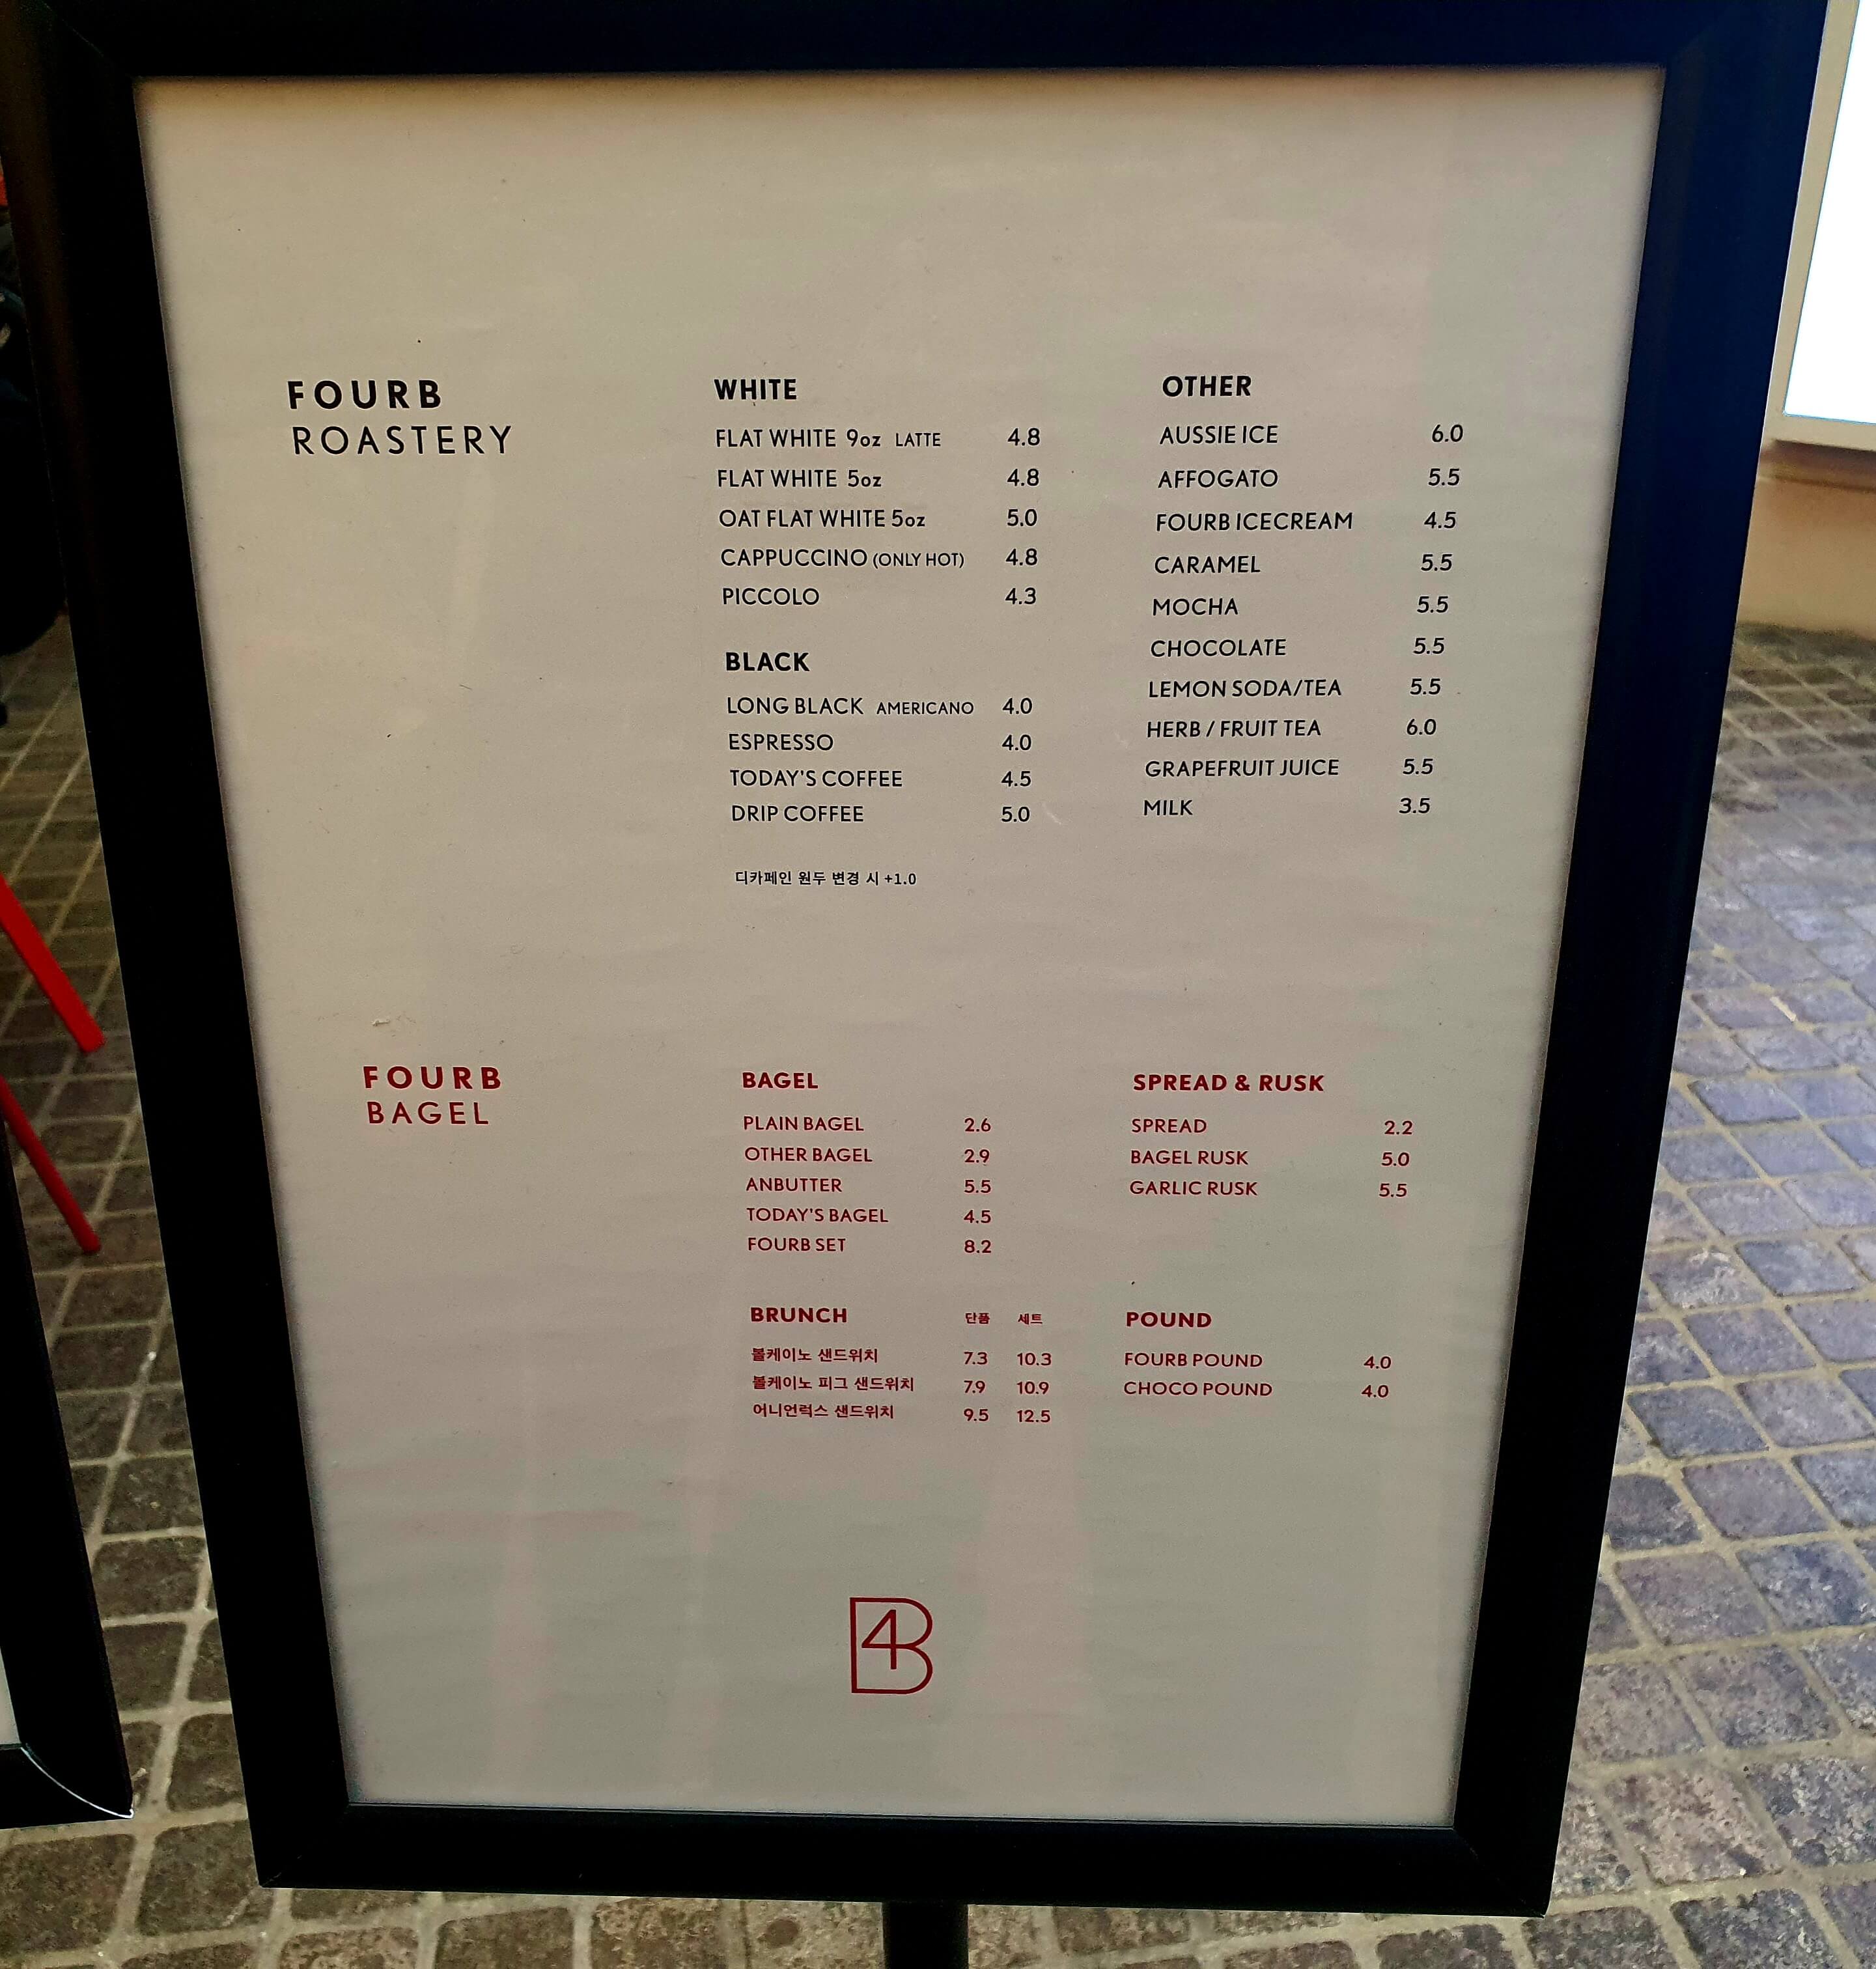 FOURB
ROASTERY
WHITE
FLAT WHITE 9oz LATTE 4.8
FLAT WHITE 5oz 4.8
OAT FLAT WHITE 5oz 5.0
CAPPUCCINO (ONLY HOT) 4.8
PICCOLO 4.3
BLACK
LONG BLACK AMERICANO 4.0
ESPRESSO 4.0
TODAY'S COFFEE 4.5
DRIP COFFEE 5.0
디카페인 원두 변경 시 +1.0
OTHER
AUSSIE ICE 6.0
AFFOGATO 5.5
FOURB ICECREAM 4.5
CARAMEL 5.5
MOCHA 5.5
CHOCOLATE 5.5
LEMON SODA/TEA 5.5
HERB / FRUIT TEA 6.0
GRAPEFRUIT JUICE 5.5
MILK 3.5
FOURB
BAGEL
BAGEL
PLAIN BAGEL 2.6
OTHER BAGEL 2.9
ANBUTTER 5.5
TODAY'S BAGEL 4.5
FOURB SET 8.2
SPREAD & RUSK
SPREAD 2.2
BAGEL RUSK 5.0
GARLIC RUSK 5.5
BRUNCH 단품 세트
볼케이노 샌드위치 7.3 10.3
볼케이노 피그 샌드위치 7.9 10.9
어니언럭스 샌드위치 9.5 12.5
POUND
FOURB POUND 4.0
CHOCO POUND 4.0
4B